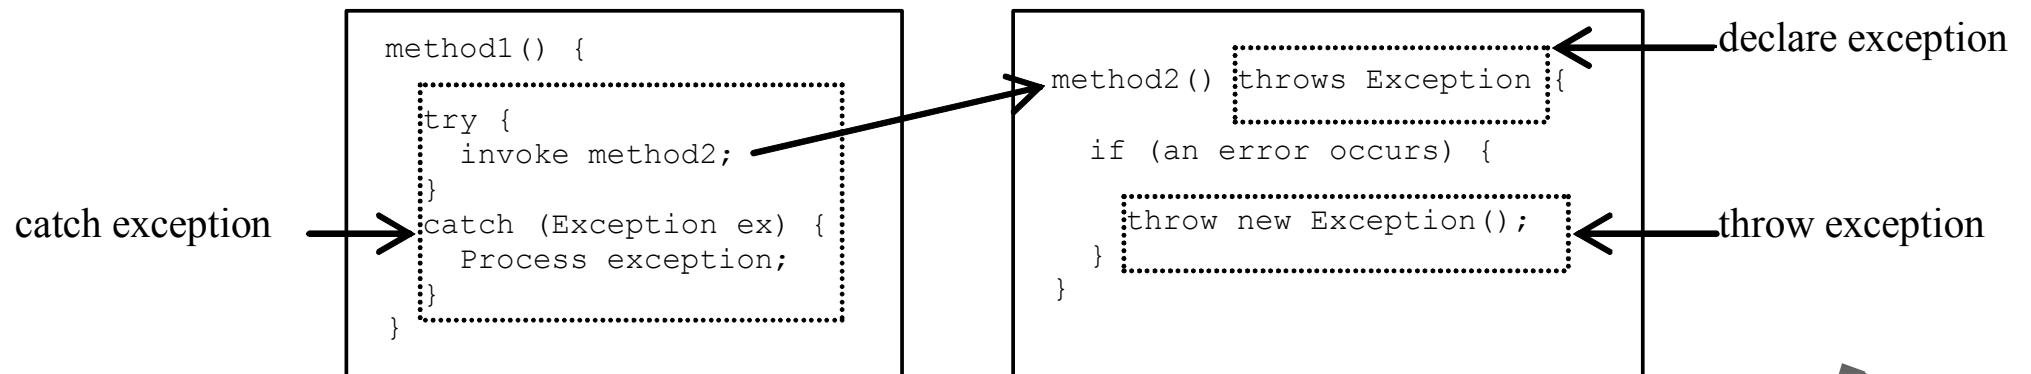 method1() {
try {
invoke method2;
}
catch (Exception ex) {
Process exception;
}
}
catch exception
method2() throws Exception {
if (an error occurs) {
throw new Exception();
}
}
declare exception
throw exception